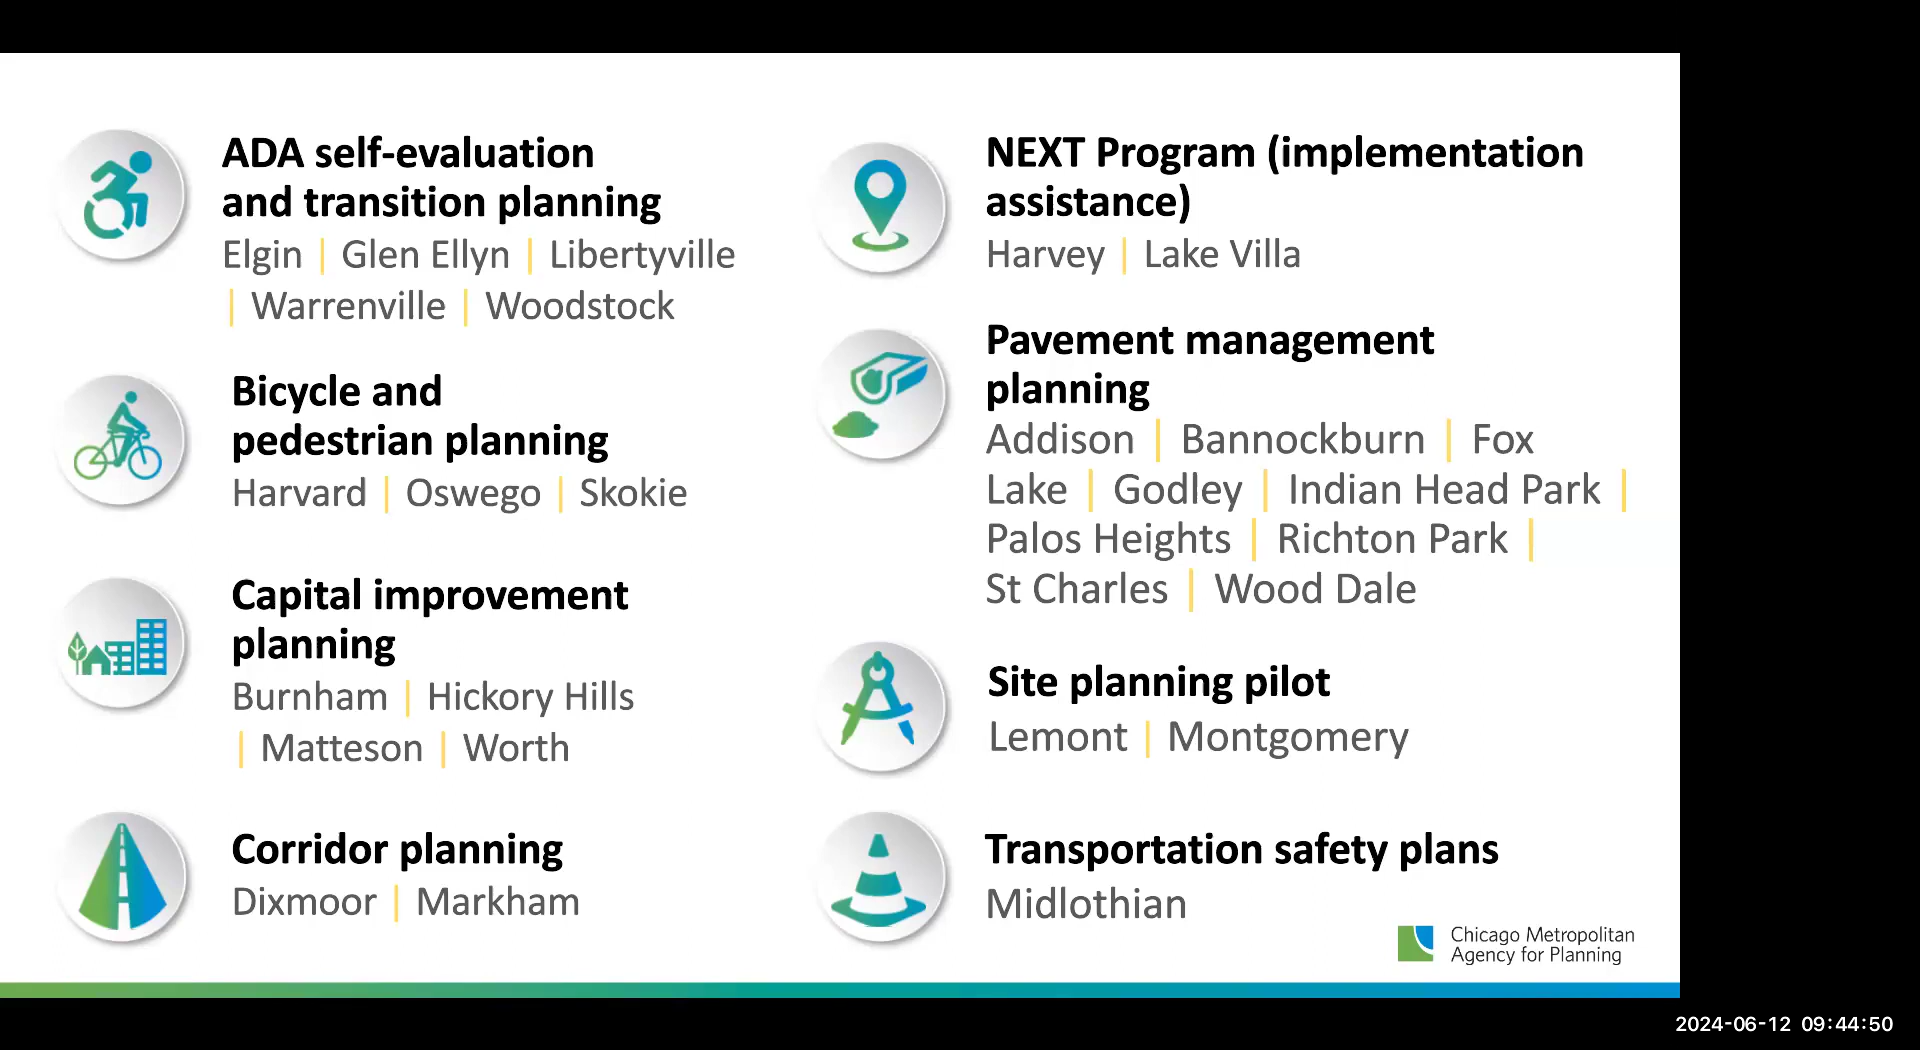 ADA self-evaluation
and transition planning
Elgin | Glen Ellyn | Libertyville
| Warrenville | Woodstock
Bicycle and
pedestrian planning
Harvard | Oswego | Skokie
Capital improvement
planning
Burnham | Hickory Hills
| Matteson | Worth
Corridor planning
Dixmoor | Markham
NEXT Program (implementation
assistance)
Harvey | Lake Villa
Pavement management
planning
Addison | Bannockburn | Fox
Lake | Godley | Indian Head Park |
Palos Heights | Richton Park |
St Charles | Wood Dale
Site planning pilot
Lemont | Montgomery
Transportation safety plans
Midlothian
Chicago Metropolitan
Agency for Planning
2024-06-12 09:44:50